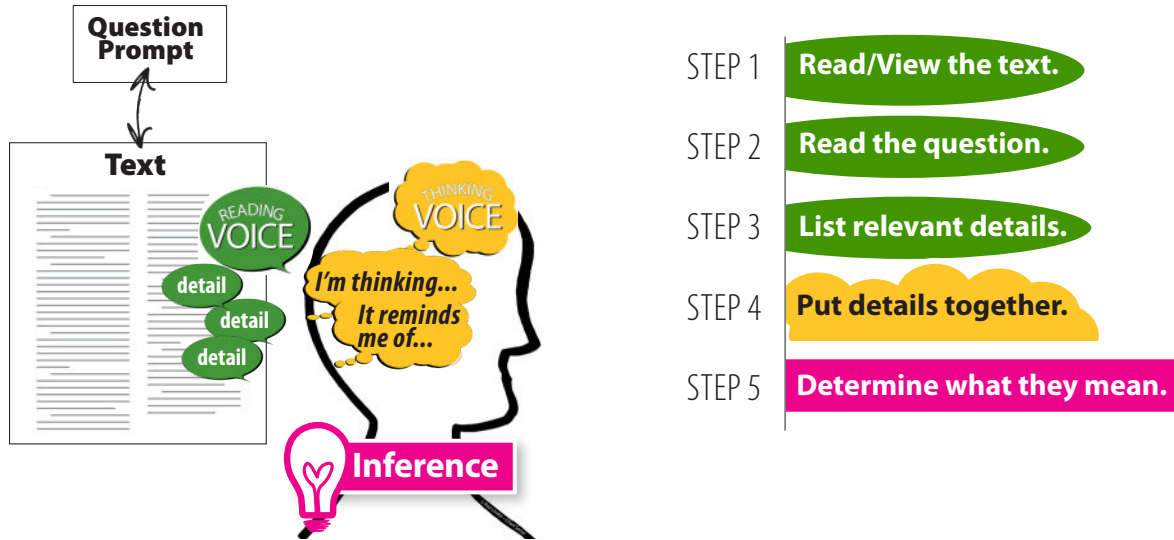 Question
Prompt
Text
READING
VOICE
detail
detail
detail
THINKING
VOICE
I'm thinking...
It reminds
me of...
Inference
STEP 1 Read/View the text.
STEP 2 Read the question.
STEP 3 List relevant details.
STEP 4 Put details together.
STEP 5 Determine what they mean.